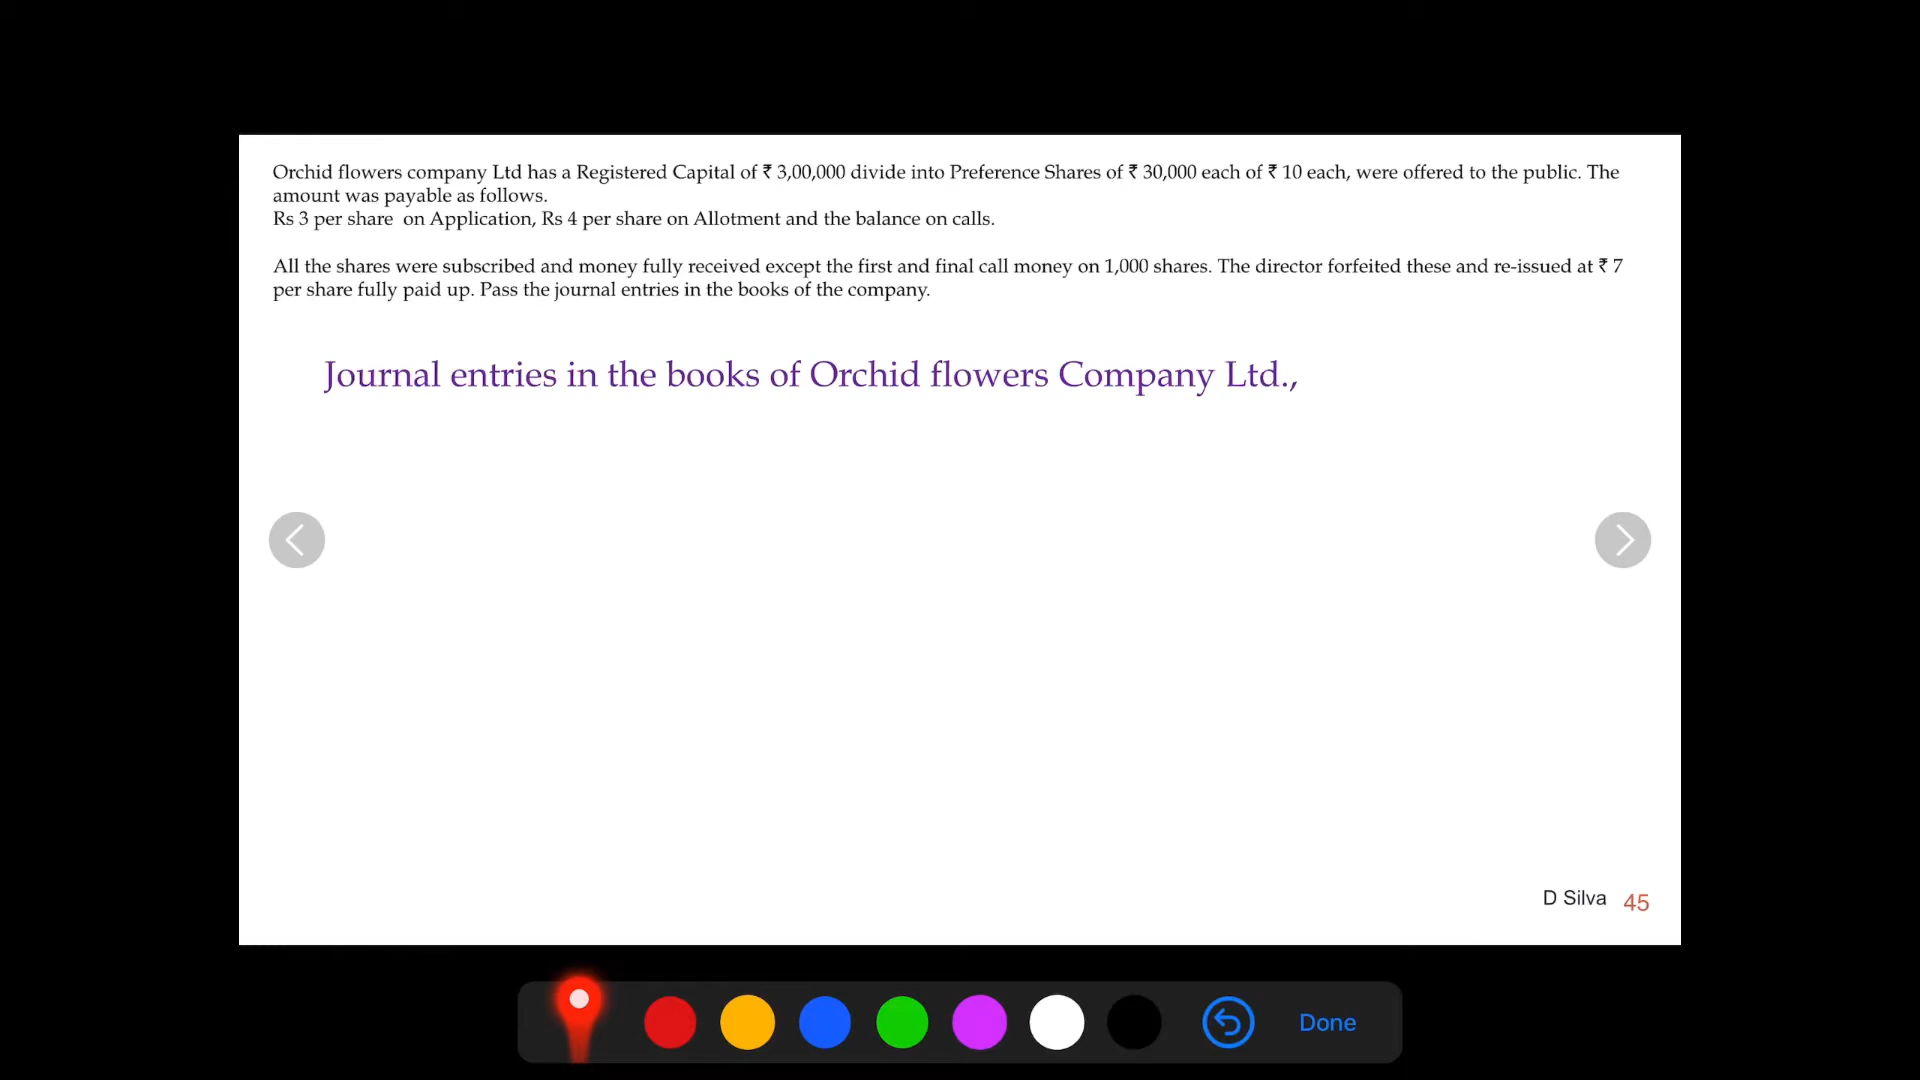 Orchid flowers company Ltd has a Registered Capital of ₹ 3,00,000 divide into Preference Shares of ₹ 30,000 each of ₹ 10 each, were offered to the public. The
amount was payable as follows.
Rs 3 per share  on Application, Rs 4 per share on Allotment and the balance on calls.
All the shares were subscribed and money fully received except the first and final call money on 1,000 shares. The director forfeited these and re-issued at ₹ 7
per share fully paid up. Pass the journal entries in the books of the company.
Journal entries in the books of Orchid flowers Company Ltd.,
D Silva 45
Done